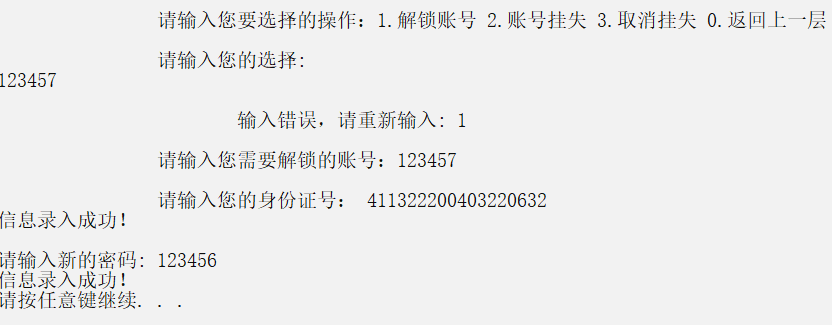 请输入您要选择的操作：1.解锁账号 2.账号挂失 3.取消挂失 0.返回上一层
请输入您的选择:
123457
输入错误，请重新输入: 1
请输入您需要解锁的账号：123457
请输入您的身份证号： 411322200403220632
信息录入成功!
请输入新的密码: 123456
信息录入成功!
请按任意键继续. . .